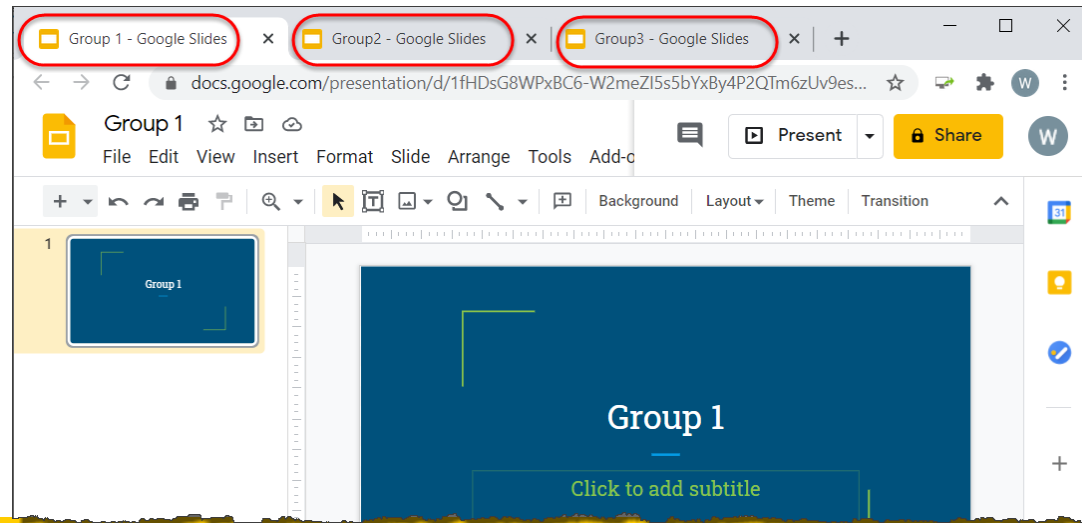 Group 1 - Google Slides Group2 - Google Slides Group3 - Google Slides
docs.google.com/presentation/d/1fHDsG8WPxBC6-W2meZI5s5bYxBy4P2QTm6zUv9es... W
Group 1
Present Share W
File Edit View Insert Format Slide Arrange Tools Add-o
Background Layout Theme Transition
31
1
Group 1
Group 1
Click to add subtitle